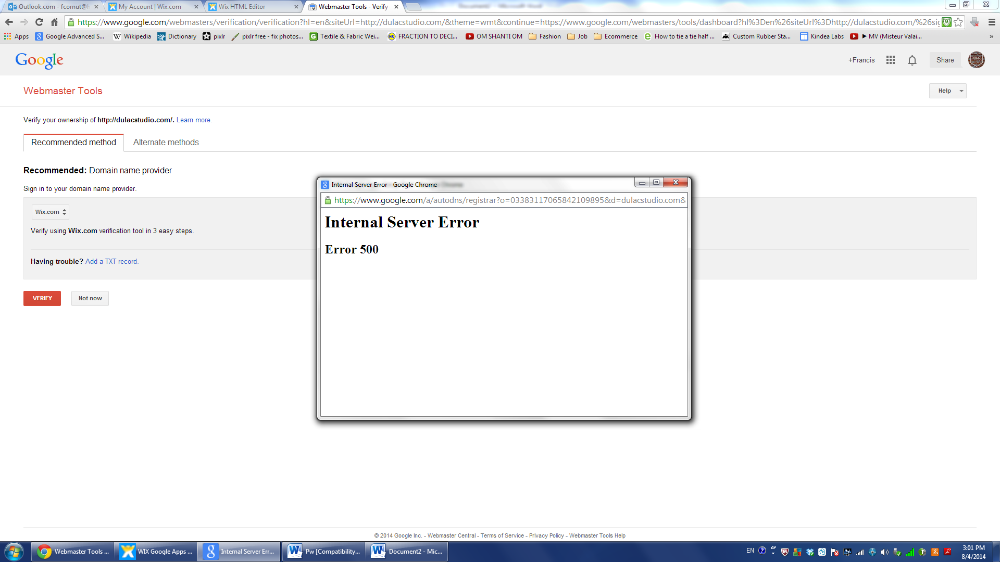 Outlook.com - fcornut@h
My Account | Wix.com
Wix HTML Editor
Webmaster Tools - Verify
https://www.google.com/webmasters/verification/verification?hl=en&siteUrl=http://dulacstudio.com/&theme=wmt&continue=https://www.google.com/webmasters/tools/dashboard?hl%3Den%26siteUrl%3Dhttp://dulacstudio.com/%26sig
Apps
Google Advanced S...
Wikipedia
Dictionary
pixlr
pixlr free - fix photos...
Textile & Fabric Wei...
FRACTION TO DECI...
OM SHANTI OM
Fashion
Job
Ecommerce
How to tie a tie half ...
Custom Rubber Sta...
Kindea Labs
► MV (Misteur Valai...
»
Google
+Francis
Share
DULAC
Webmaster Tools
Help
Verify your ownership of http://dulacstudio.com/. Learn more.
Recommended method
Alternate methods
Recommended: Domain name provider
Sign in to your domain name provider.
Wix.com
Verify using Wix.com verification tool in 3 easy steps.
Having trouble? Add a TXT record.
VERIFY
Not now
Internal Server Error - Google Chrome
https://www.google.com/a/autodns/registrar?o=03383117065842109895&d=dulacstudio.com&
Internal Server Error
Error 500
© 2014 Google Inc. - Webmaster Central - Terms of Service - Privacy Policy - Webmaster Tools Help
Webmaster Tools ...
WIX Google Apps ...
Internal Server Err...
Pw [Compatibility...
Document2 - Mic...
EN
3:01 PM
8/4/2014